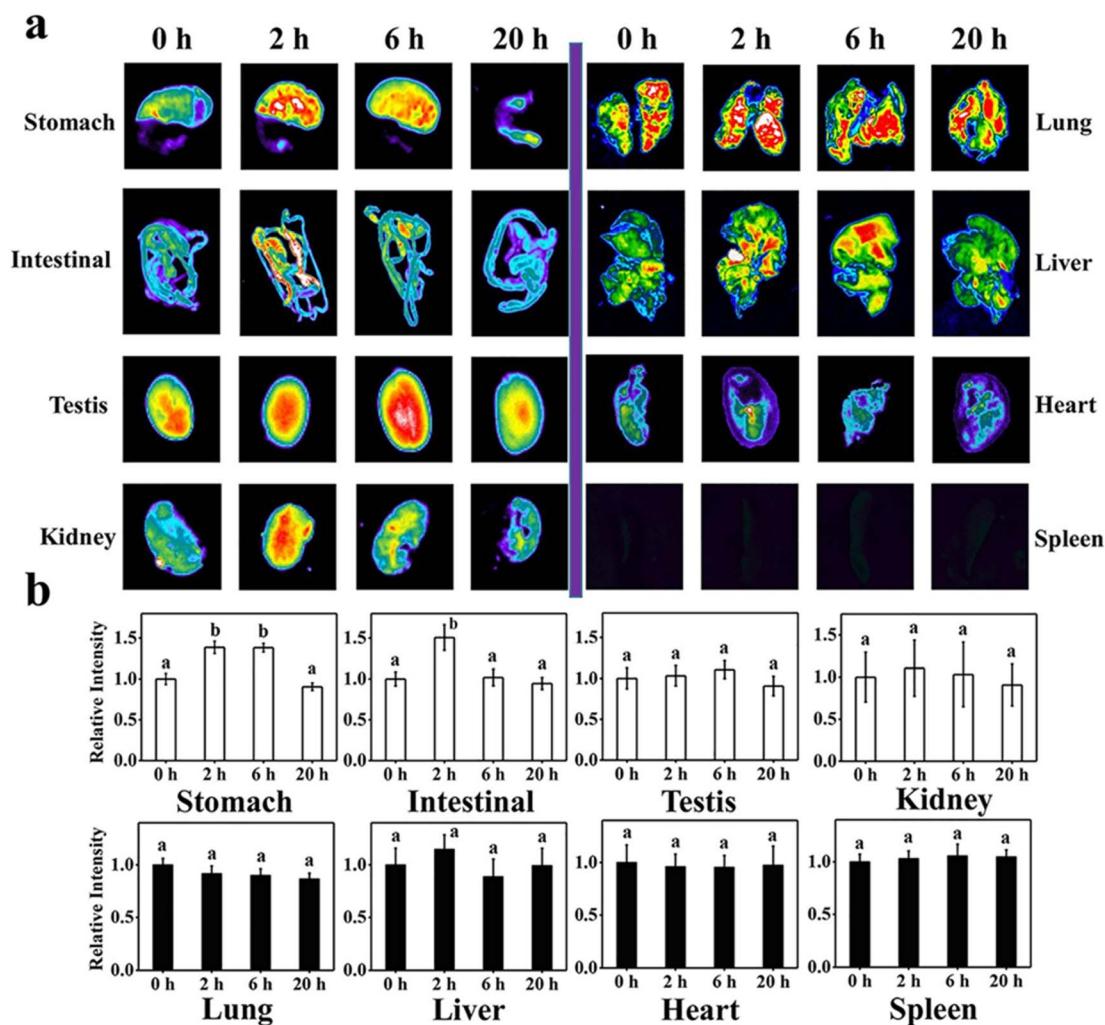 a
0 h 2 h 6 h 20 h 0 h 2 h 6 h 20 h
Stomach Lung
Intestinal Liver
Testis Heart
Kidney Spleen
b
Relative Intensity
1.5
1.0
0.5
0.0
a b b a
0 h 2 h 6 h 20 h
Stomach
1.5
1.0
0.5
0.0
a b a a
0 h 2 h 6 h 20 h
Intestinal
1.5
1.0
0.5
0.0
a a a a
0 h 2 h 6 h 20 h
Testis
1.5
1.0
0.5
0.0
a a a a
0 h 2 h 6 h 20 h
Kidney
Relative Intensity
1.0
0.5
0.0
a a a a
0 h 2 h 6 h 20 h
Lung
1.0
0.5
0.0
a a a a
0 h 2 h 6 h 20 h
Liver
1.0
0.5
0.0
a a a a
0 h 2 h 6 h 20 h
Heart
1.0
0.5
0.0
a a a a
0 h 2 h 6 h 20 h
Spleen